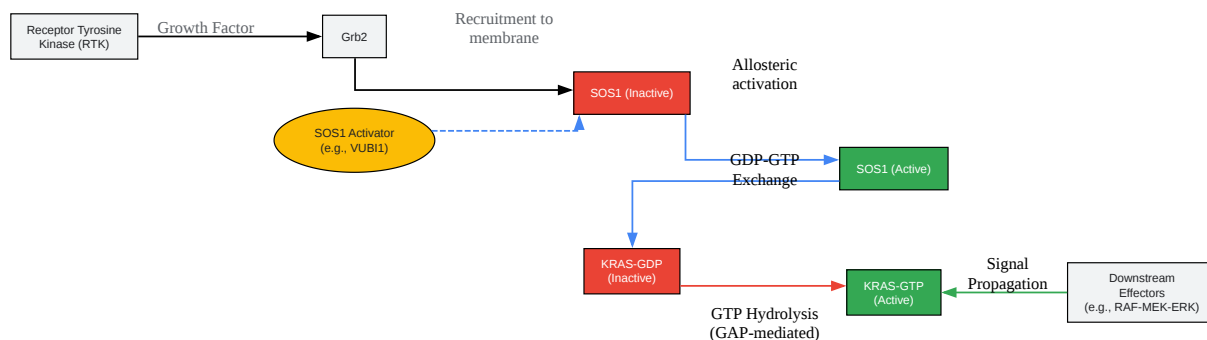 Receptor Tyrosine
Kinase (RTK)
Growth Factor
Grb2
Recruitment to
membrane
SOS1 (Inactive)
Allosteric
activation
SOS1 Activator
(e.g., VUBI1)
GDP-GTP
Exchange
SOS1 (Active)
KRAS-GDP
(Inactive)
GTP Hydrolysis
(GAP-mediated)
KRAS-GTP
(Active)
Signal
Propagation
Downstream
Effectors
(e.g., RAF-MEK-ERK)